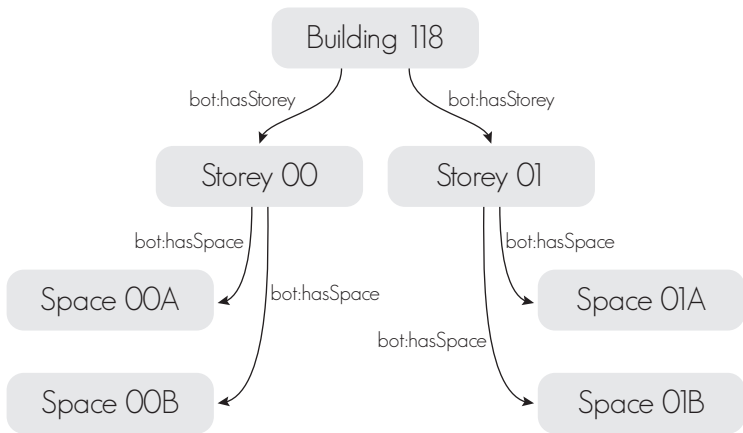 Building 118
bot:hasStorey
bot:hasStorey
Storey 00
Storey 01
bot:hasSpace
bot:hasSpace
Space 00A
bot:hasSpace
Space 01A
bot:hasSpace
Space 00B
Space 01B